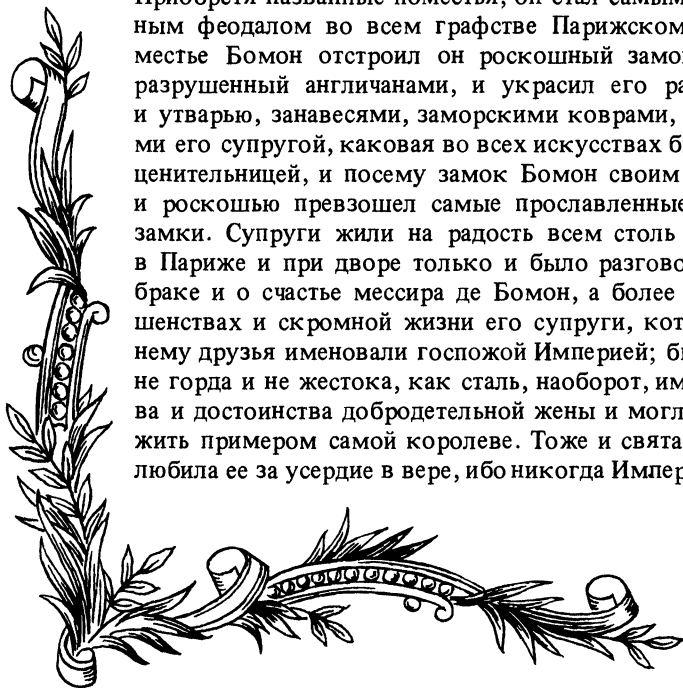 Приобретя названные поместья, он стал самым
ным феодалом во всем графстве Парижском
местье Бомон отстроил он роскошный замо
разрушенный англичанами, и украсил его ра
и утварью, занавесями, заморскими коврами,
ми его супругой, каковая во всех искусствах б
ценительницей, и посему замок Бомон своим
и роскошью превзошел самые прославленные
замки. Супруги жили на радость всем столь
в Париже и при дворе только и было разгово
браке и о счастье мессира де Бомон, а более
шенствах и скромной жизни его супруги, кот
нему друзья именовали госпожой Империей; б
не горда и не жестока, как сталь, наоборот, им
ва и достоинства добродетельной жены и могл
жить примером самой королеве. Тоже и свята
любила ее за усердие в вере, ибо никогда Импер